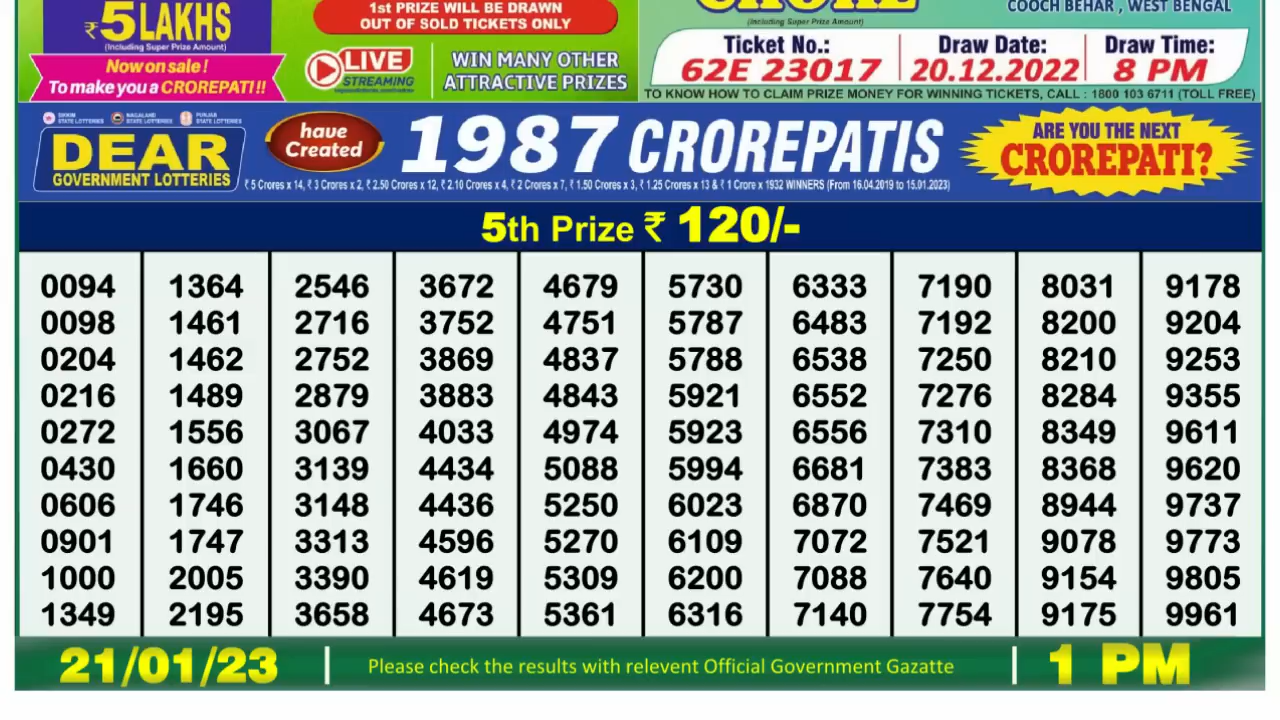 ₹5 LAKHS
(Including Super Prize Amount)
Now on sale !
To make you a CROREPATI !!
1st PRIZE WILL BE DRAWN
OUT OF SOLD TICKETS ONLY
LIVE
STREAMING
WIN MANY OTHER
ATTRACTIVE PRIZES
CRORE
(Including Super Prize Amount)
COOCH BEHAR , WEST BENGAL
Ticket No.: Draw Date: Draw Time:
62E 23017 20.12.2022 8 PM
TO KNOW HOW TO CLAIM PRIZE MONEY FOR WINNING TICKETS, CALL : 1800 103 6711 (TOLL FREE)
SIKKIM STATE LOTTERIES NAGALAND STATE LOTTERIES PUNJAB STATE LOTTERIES
DEAR
GOVERNMENT LOTTERIES
have
Created
1987 CROREPATIS
₹ 5 Crores x 14, ₹ 3 Crores x 2, ₹ 2.50 Crores x 12, ₹ 2.10 Crores x 4, ₹ 2 Crores x 7, ₹ 1.50 Crores x 3, ₹ 1.25 Crores x 13 & ₹ 1 Crore x 1932 WINNERS (From 16.04.2019 to 15.01.2023)
ARE YOU THE NEXT
CROREPATI?
5th Prize ₹ 120/-
0094 1364 2546 3672 4679 5730 6333 7190 8031 9178
0098 1461 2716 3752 4751 5787 6483 7192 8200 9204
0204 1462 2752 3869 4837 5788 6538 7250 8210 9253
0216 1489 2879 3883 4843 5921 6552 7276 8284 9355
0272 1556 3067 4033 4974 5923 6556 7310 8349 9611
0430 1660 3139 4434 5088 5994 6681 7383 8368 9620
0606 1746 3148 4436 5250 6023 6870 7469 8944 9737
0901 1747 3313 4596 5270 6109 7072 7521 9078 9773
1000 2005 3390 4619 5309 6200 7088 7640 9154 9805
1349 2195 3658 4673 5361 6316 7140 7754 9175 9961
21/01/23
Please check the results with relevent Official Government Gazatte
1 PM